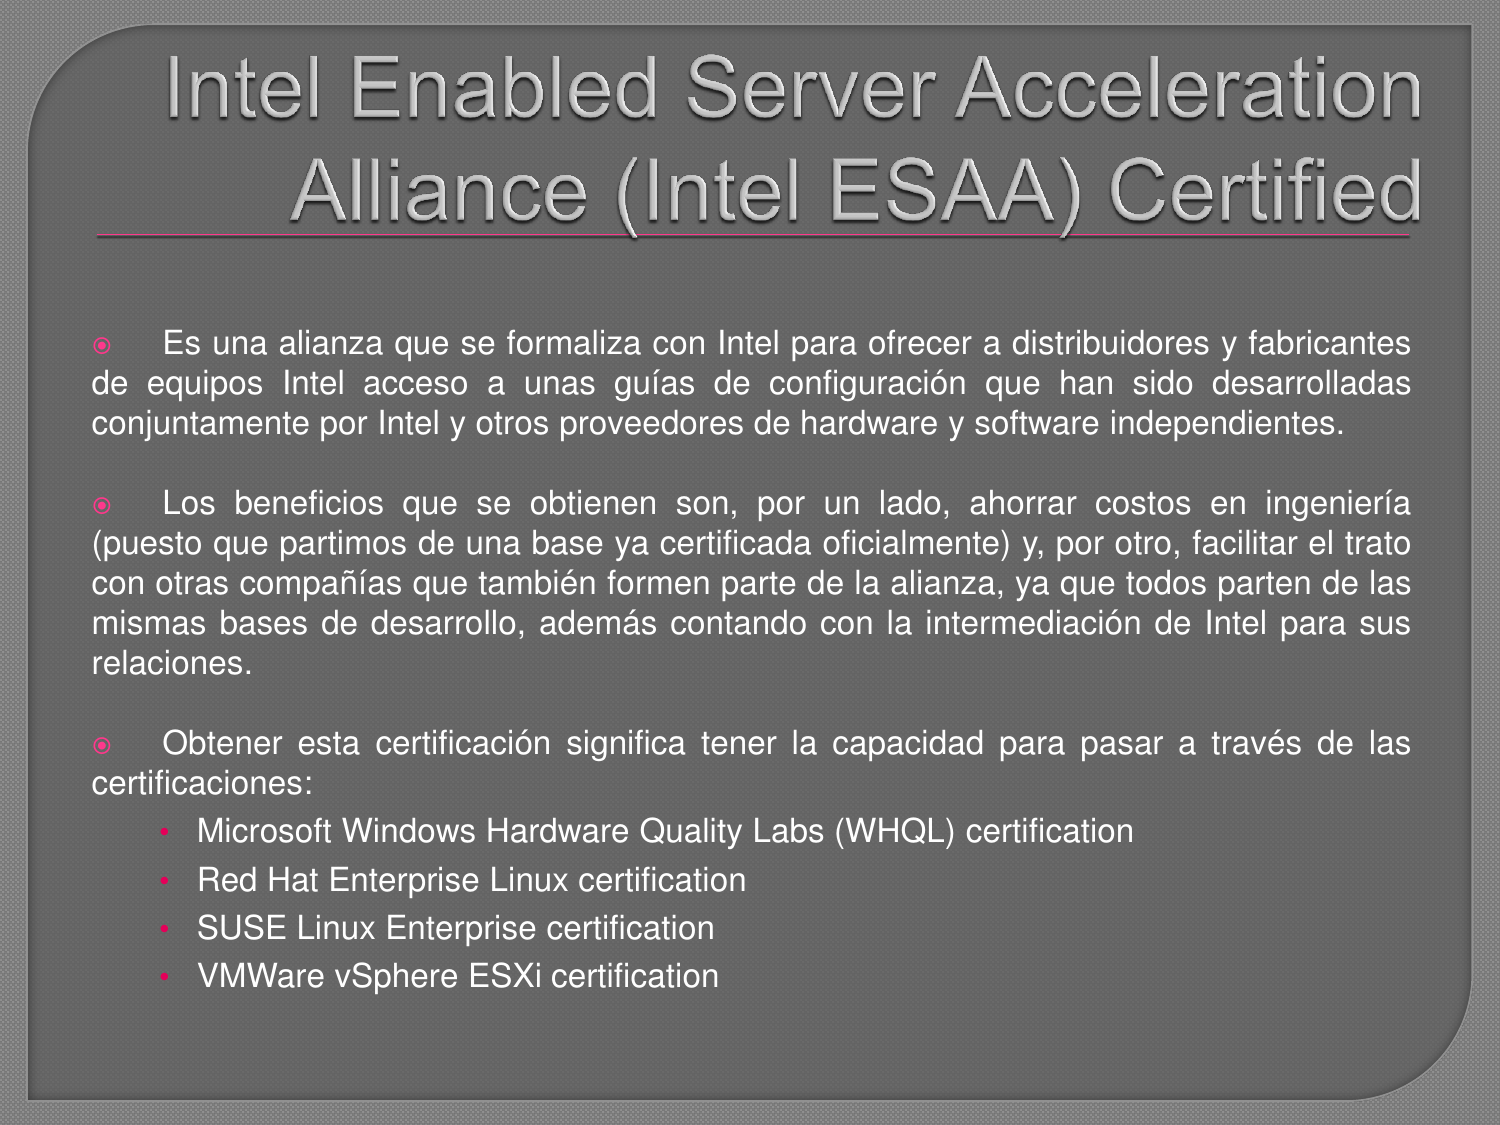 Intel Enabled Server Acceleration
Alliance (Intel ESAA) Certified
Es una alianza que se formaliza con Intel para ofrecer a distribuidores y fabricantes
de equipos Intel acceso a unas guías de configuración que han sido desarrolladas
conjuntamente por Intel y otros proveedores de hardware y software independientes.
Los beneficios que se obtienen son, por un lado, ahorrar costos en ingeniería
(puesto que partimos de una base ya certificada oficialmente) y, por otro, facilitar el trato
con otras compañías que también formen parte de la alianza, ya que todos parten de las
mismas bases de desarrollo, además contando con la intermediación de Intel para sus
relaciones.
Obtener esta certificación significa tener la capacidad para pasar a través de las
certificaciones:
• Microsoft Windows Hardware Quality Labs (WHQL) certification
• Red Hat Enterprise Linux certification
• SUSE Linux Enterprise certification
• VMWare vSphere ESXi certification